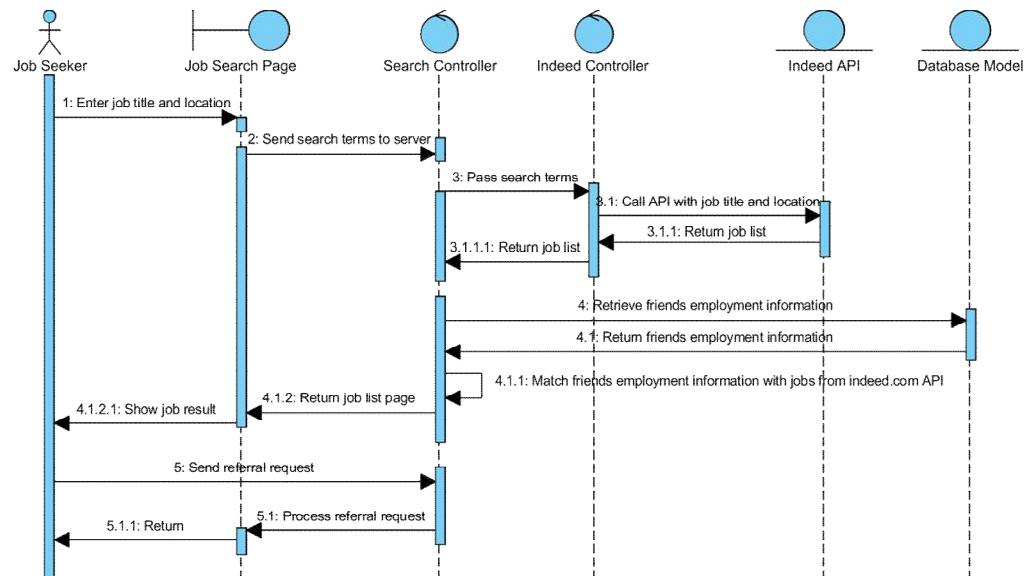 Job Seeker
Job Search Page
Search Controller
Indeed Controller
Indeed API
Database Model
1: Enter job title and location
2: Send search terms to server
3: Pass search terms
3.1: Call API with job title and location
3.1.1: Return job list
3.1.1.1: Return job list
4: Retrieve friends employment information
4.1: Return friends employment information
4.1.1: Match friends employment information with jobs from indeed.com API
4.1.2: Return job list page
4.1.2.1: Show job result
5: Send referral request
5.1: Process referral request
5.1.1: Return